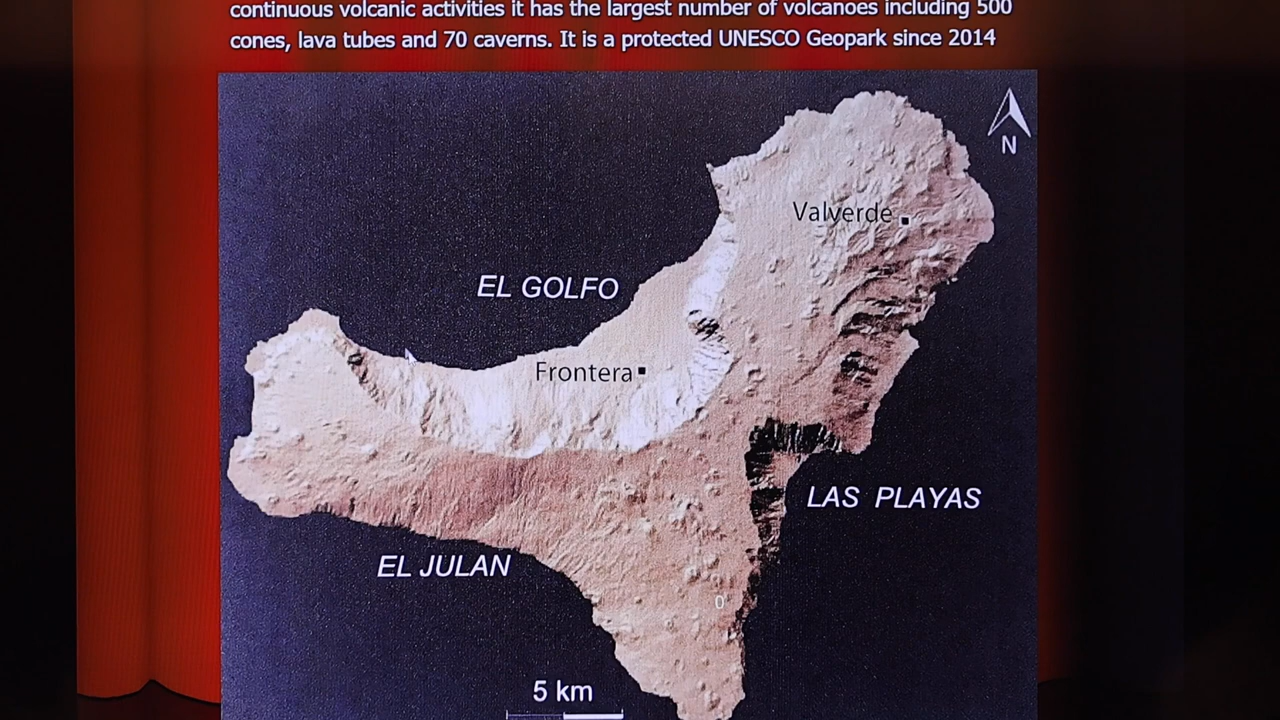 continuous volcanic activities it has the largest number of volcanoes including 500
cones, lava tubes and 70 caverns. It is a protected UNESCO Geopark since 2014
N
Valverde
EL GOLFO
Frontera
LAS PLAYAS
EL JULAN
0
5 km